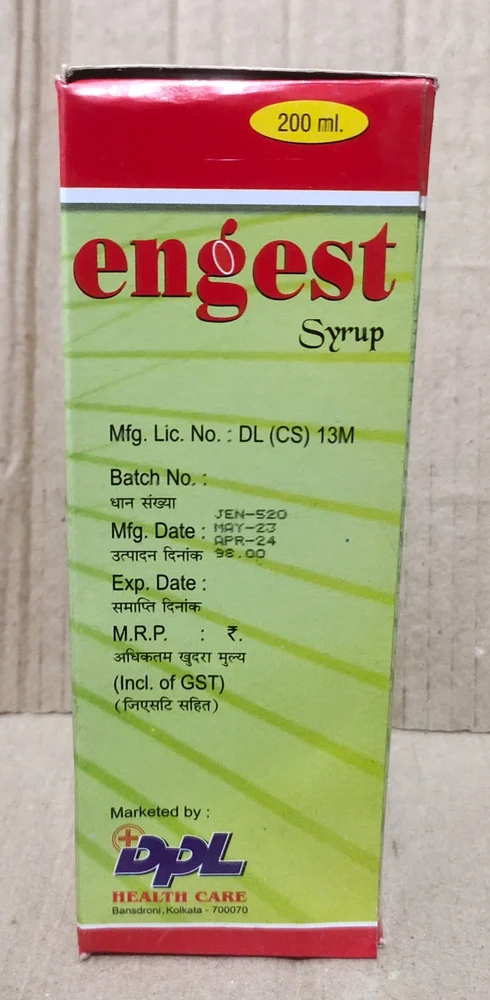 200 ml.
engest
Syrup
Mfg. Lic. No. : DL (CS) 13M
Batch No. :
धान संख्या
JEN-520
Mfg. Date : MAY-23
APR-24
उत्पादन दिनांक 98.00
Exp. Date :
समाप्ति दिनांक
M.R.P. : ₹.
अधिकतम खुदरा मुल्य
(Incl. of GST)
(जिएसटि सहित)
Marketed by :
DPL
HEALTH CARE
Bansdroni, Kolkata - 700070